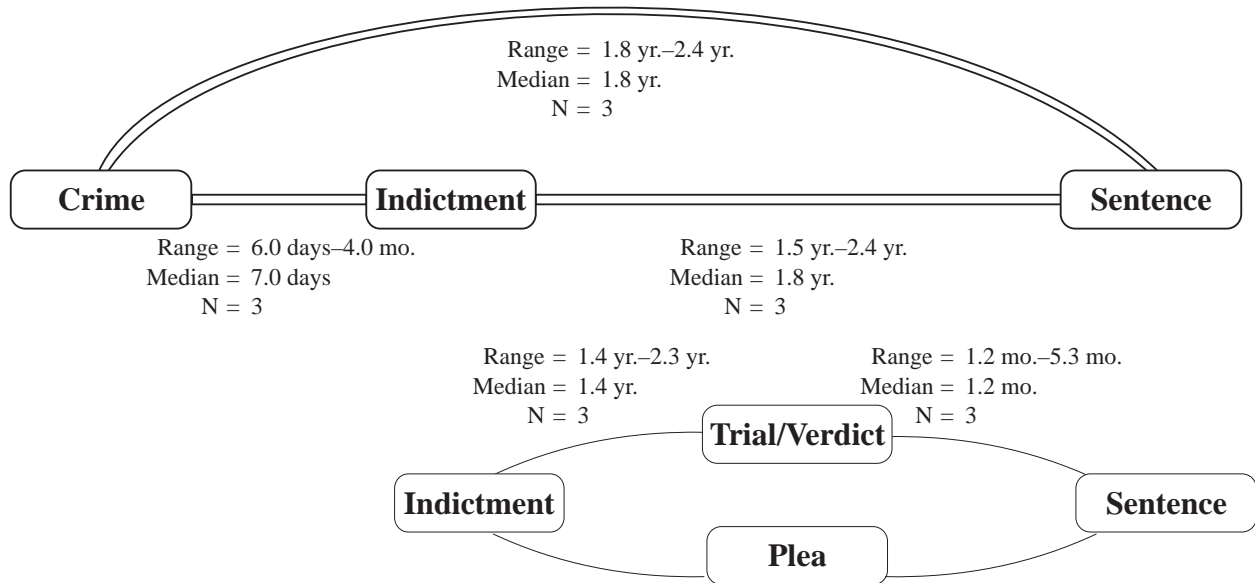 Range = 1.8 yr.–2.4 yr.
Median = 1.8 yr.
N = 3
Crime
Indictment
Sentence
Range = 6.0 days–4.0 mo.
Median = 7.0 days
N = 3
Range = 1.5 yr.–2.4 yr.
Median = 1.8 yr.
N = 3
Range = 1.4 yr.–2.3 yr.
Median = 1.4 yr.
N = 3
Range = 1.2 mo.–5.3 mo.
Median = 1.2 mo.
N = 3
Trial/Verdict
Indictment
Sentence
Plea